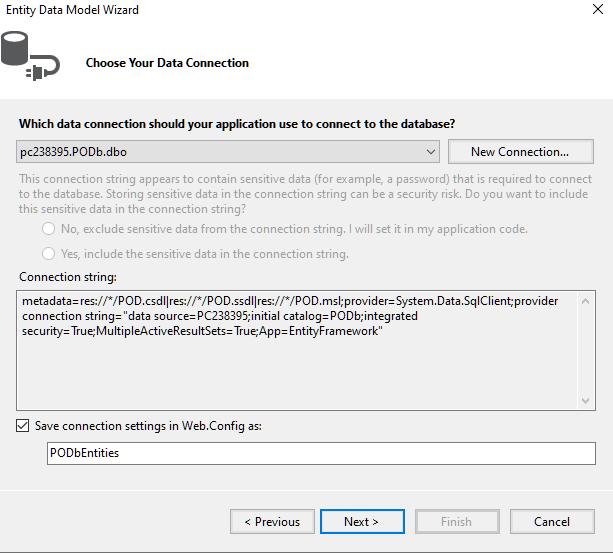 Entity Data Model Wizard
Choose Your Data Connection
Which data connection should your application use to connect to the database?
pc238395.PODb.dbo
New Connection...
This connection string appears to contain sensitive data (for example, a password) that is required to connect
to the database. Storing sensitive data in the connection string can be a security risk. Do you want to include
this sensitive data in the connection string?
No, exclude sensitive data from the connection string. I will set it in my application code.
Yes, include the sensitive data in the connection string.
Connection string:
metadata=res://*/POD.csdl|res://*/POD.ssdl|res://*/POD.msl;provider=System.Data.SqlClient;provider
connection string="data source=PC238395;initial catalog=PODb;integrated
security=True;MultipleActiveResultSets=True;App=EntityFramework"
Save connection settings in Web.Config as:
PODbEntities
< Previous
Next >
Finish
Cancel